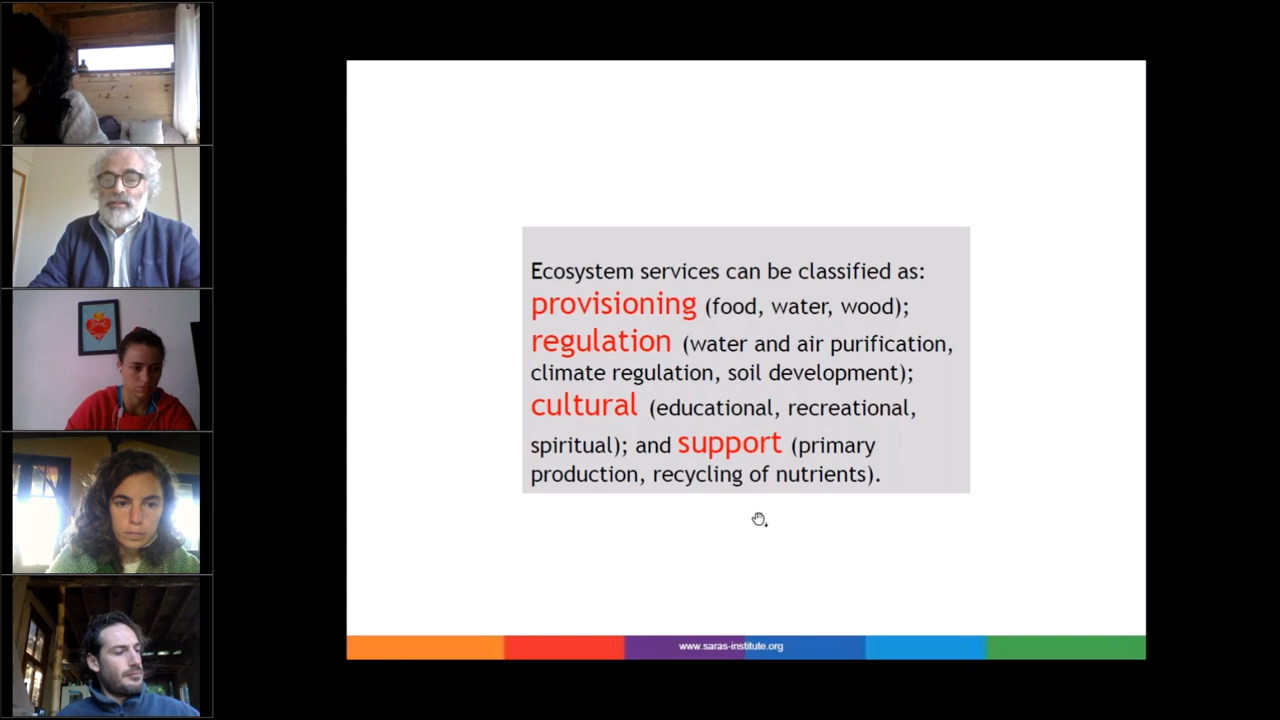 Ecosystem services can be classified as:
provisioning (food, water, wood);
regulation (water and air purification,
climate regulation, soil development);
cultural (educational, recreational,
spiritual); and support (primary
production, recycling of nutrients).
www.saras-institute.org